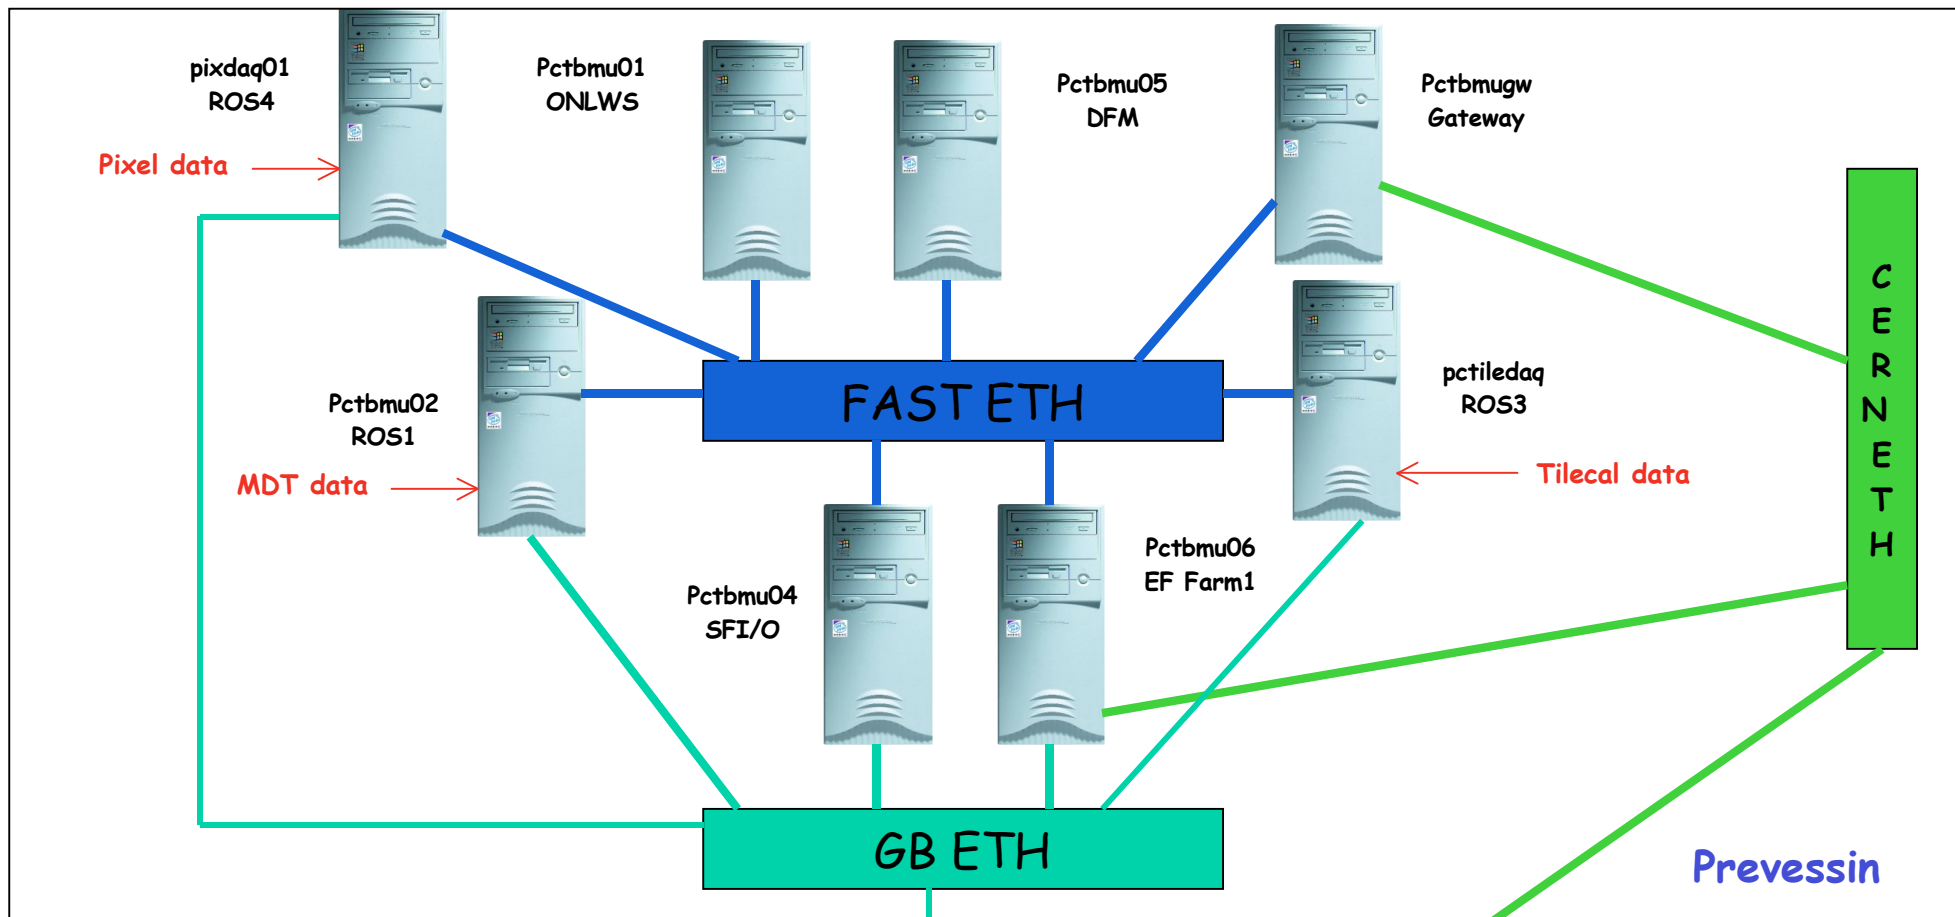 pixdaq01
ROS4
Pctbmu01
ONLWS
Pctbmu05
DFM
Pctbmugw
Gateway
Pixel data
CERNETH
FAST ETH
Pctbmu02
ROS1
pctiledaq
ROS3
MDT data
Tilecal data
Pctbmu04
SFI/O
Pctbmu06
EF Farm1
GB ETH
Prevessin